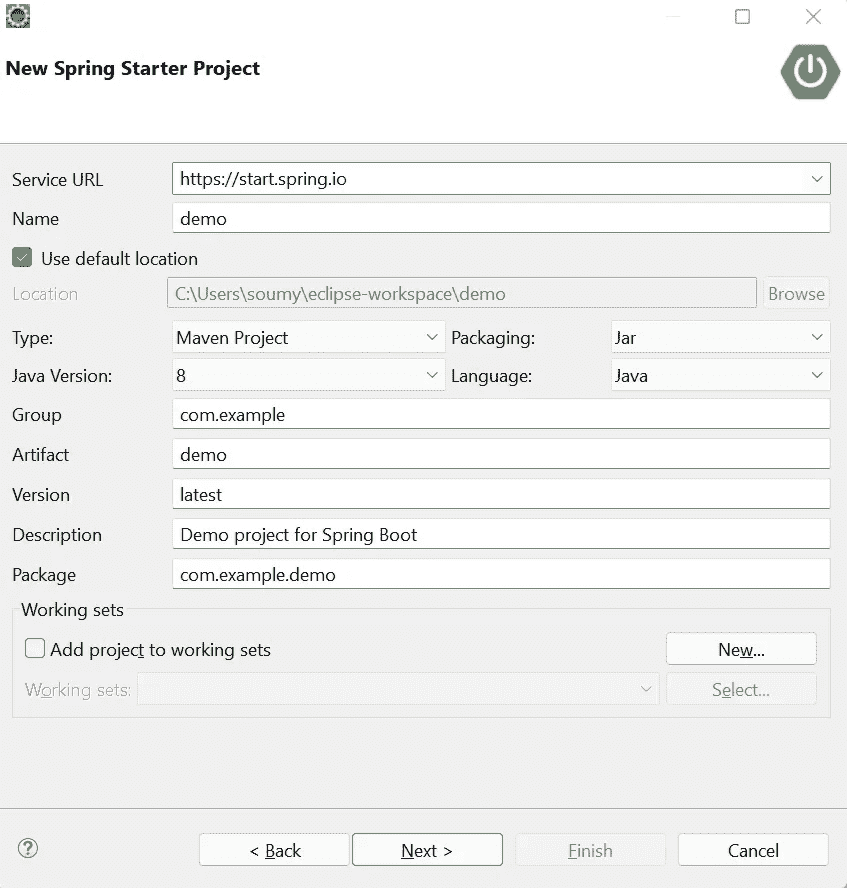 New Spring Starter Project
Service URL https://start.spring.io
Name demo
Use default location
Location C:\Users\soumy\eclipse-workspace\demo Browse
Type: Maven Project Packaging: Jar
Java Version: 8 Language: Java
Group com.example
Artifact demo
Version latest
Description Demo project for Spring Boot
Package com.example.demo
Working sets
Add project to working sets New...
Working sets: Select...
? < Back Next > Finish Cancel